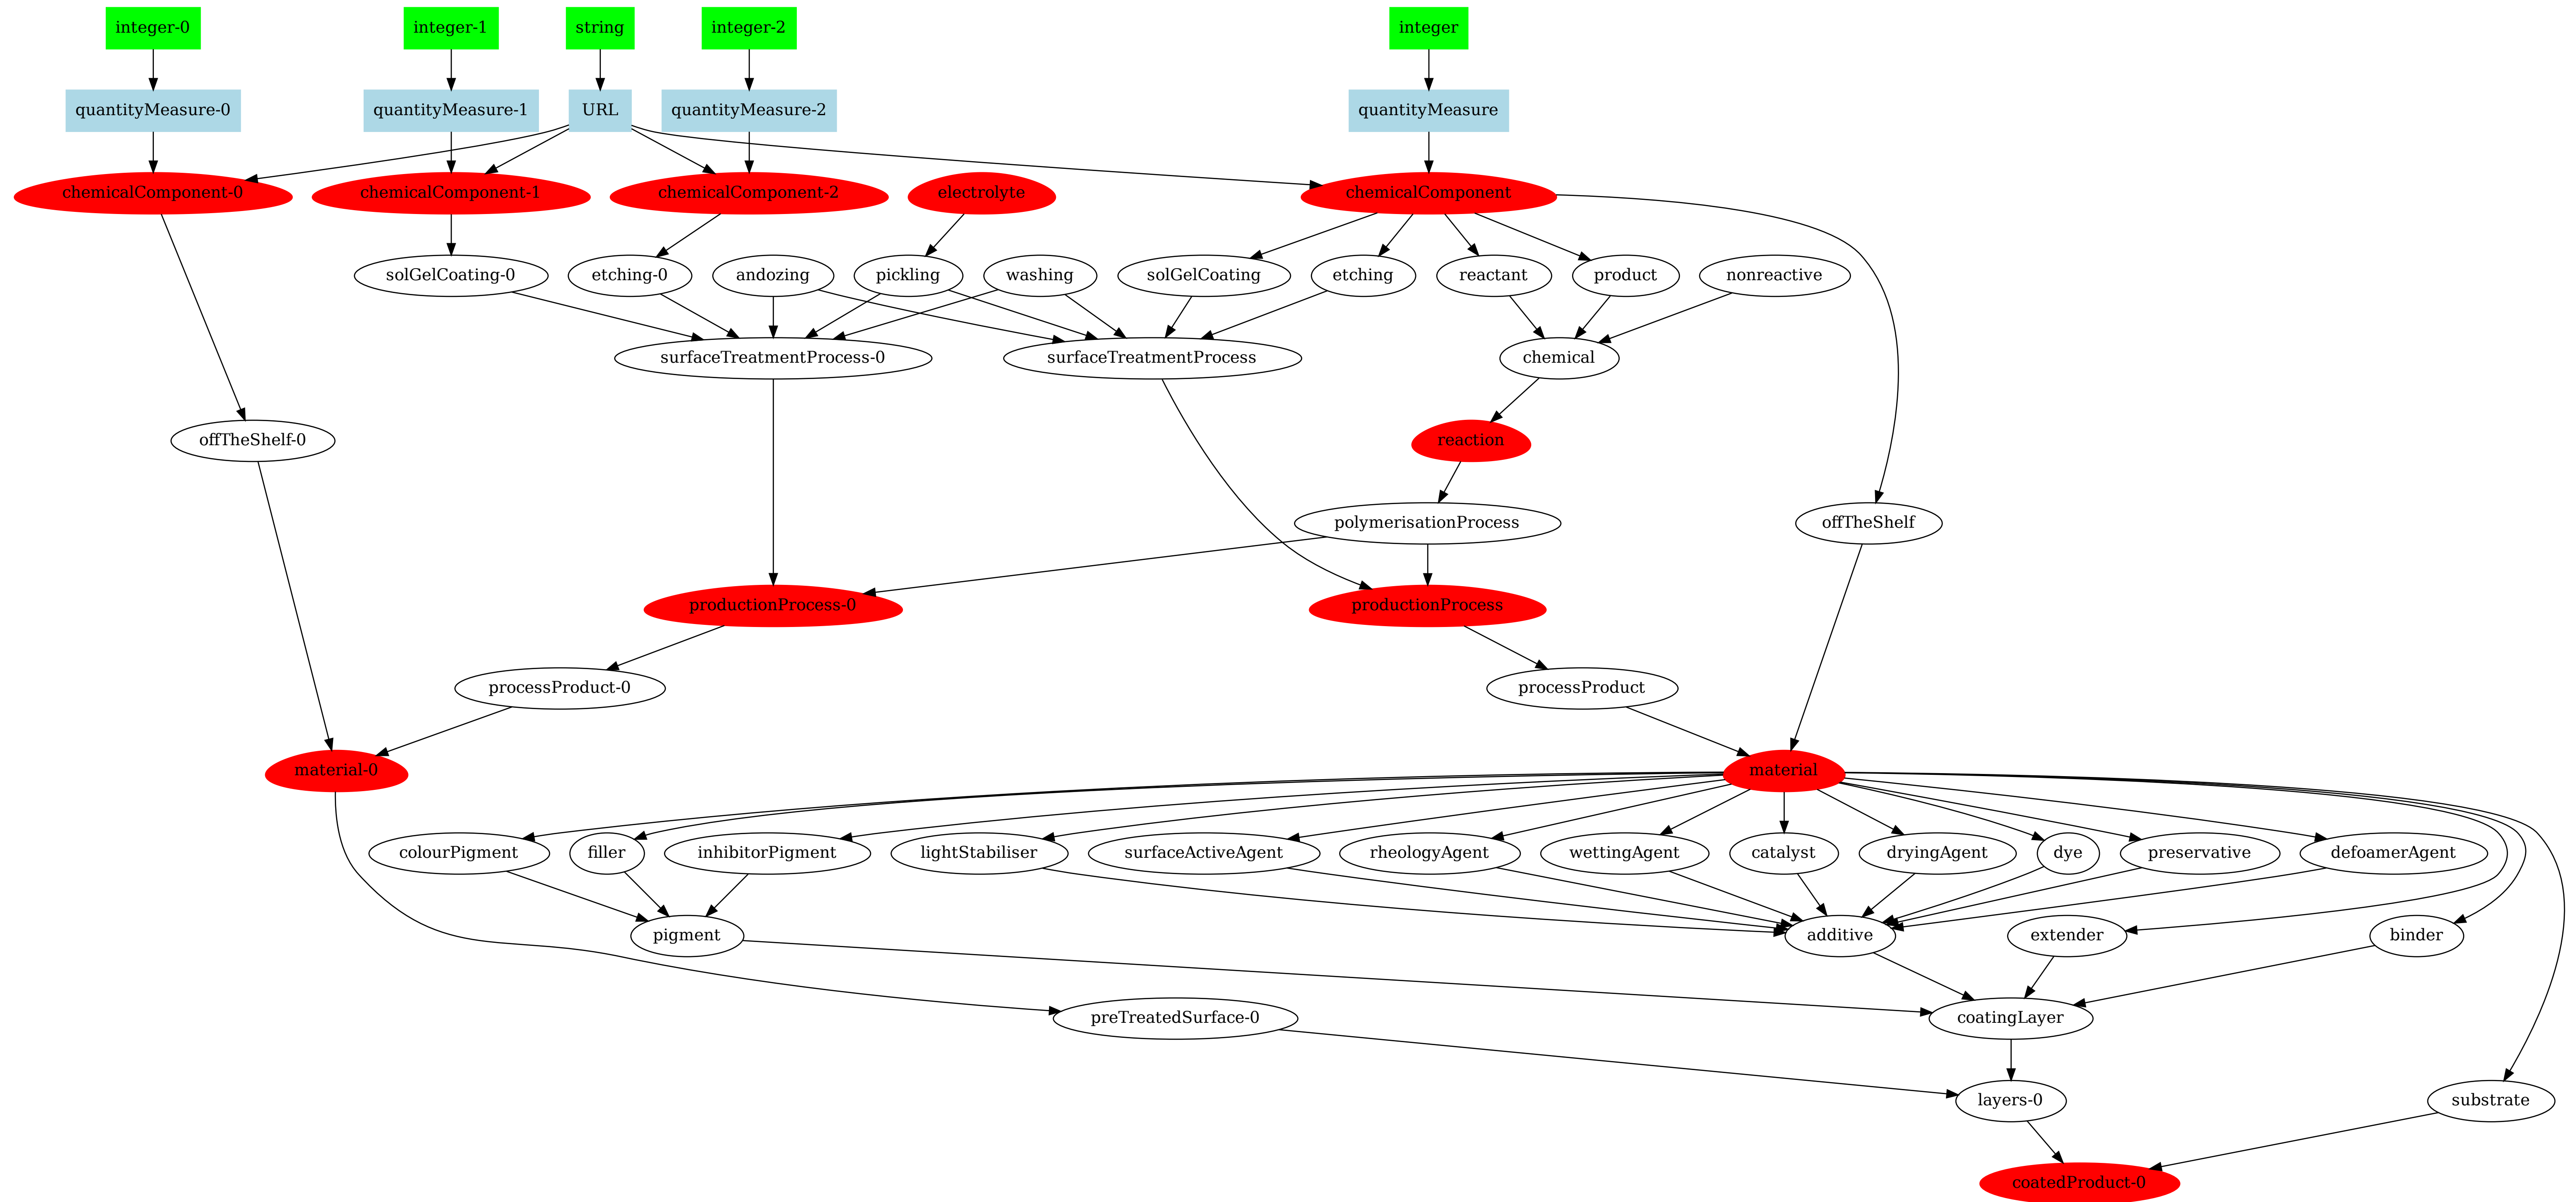 integer-0
integer-1
string
integer-2
integer
quantityMeasure-0
quantityMeasure-1
URL
quantityMeasure-2
quantityMeasure
chemicalComponent-0
chemicalComponent-1
chemicalComponent-2
electrolyte
chemicalComponent
solGelCoating-0
etching-0
andozing
pickling
washing
solGelCoating
etching
reactant
product
nonreactive
surfaceTreatmentProcess-0
surfaceTreatmentProcess
chemical
offTheShelf-0
reaction
polymerisationProcess
offTheShelf
productionProcess-0
productionProcess
processProduct-0
processProduct
material-0
material
colourPigment
filler
inhibitorPigment
lightStabiliser
surfaceActiveAgent
rheologyAgent
wettingAgent
catalyst
dryingAgent
dye
preservative
defoamerAgent
pigment
additive
extender
binder
preTreatedSurface-0
coatingLayer
layers-0
substrate
coatedProduct-0